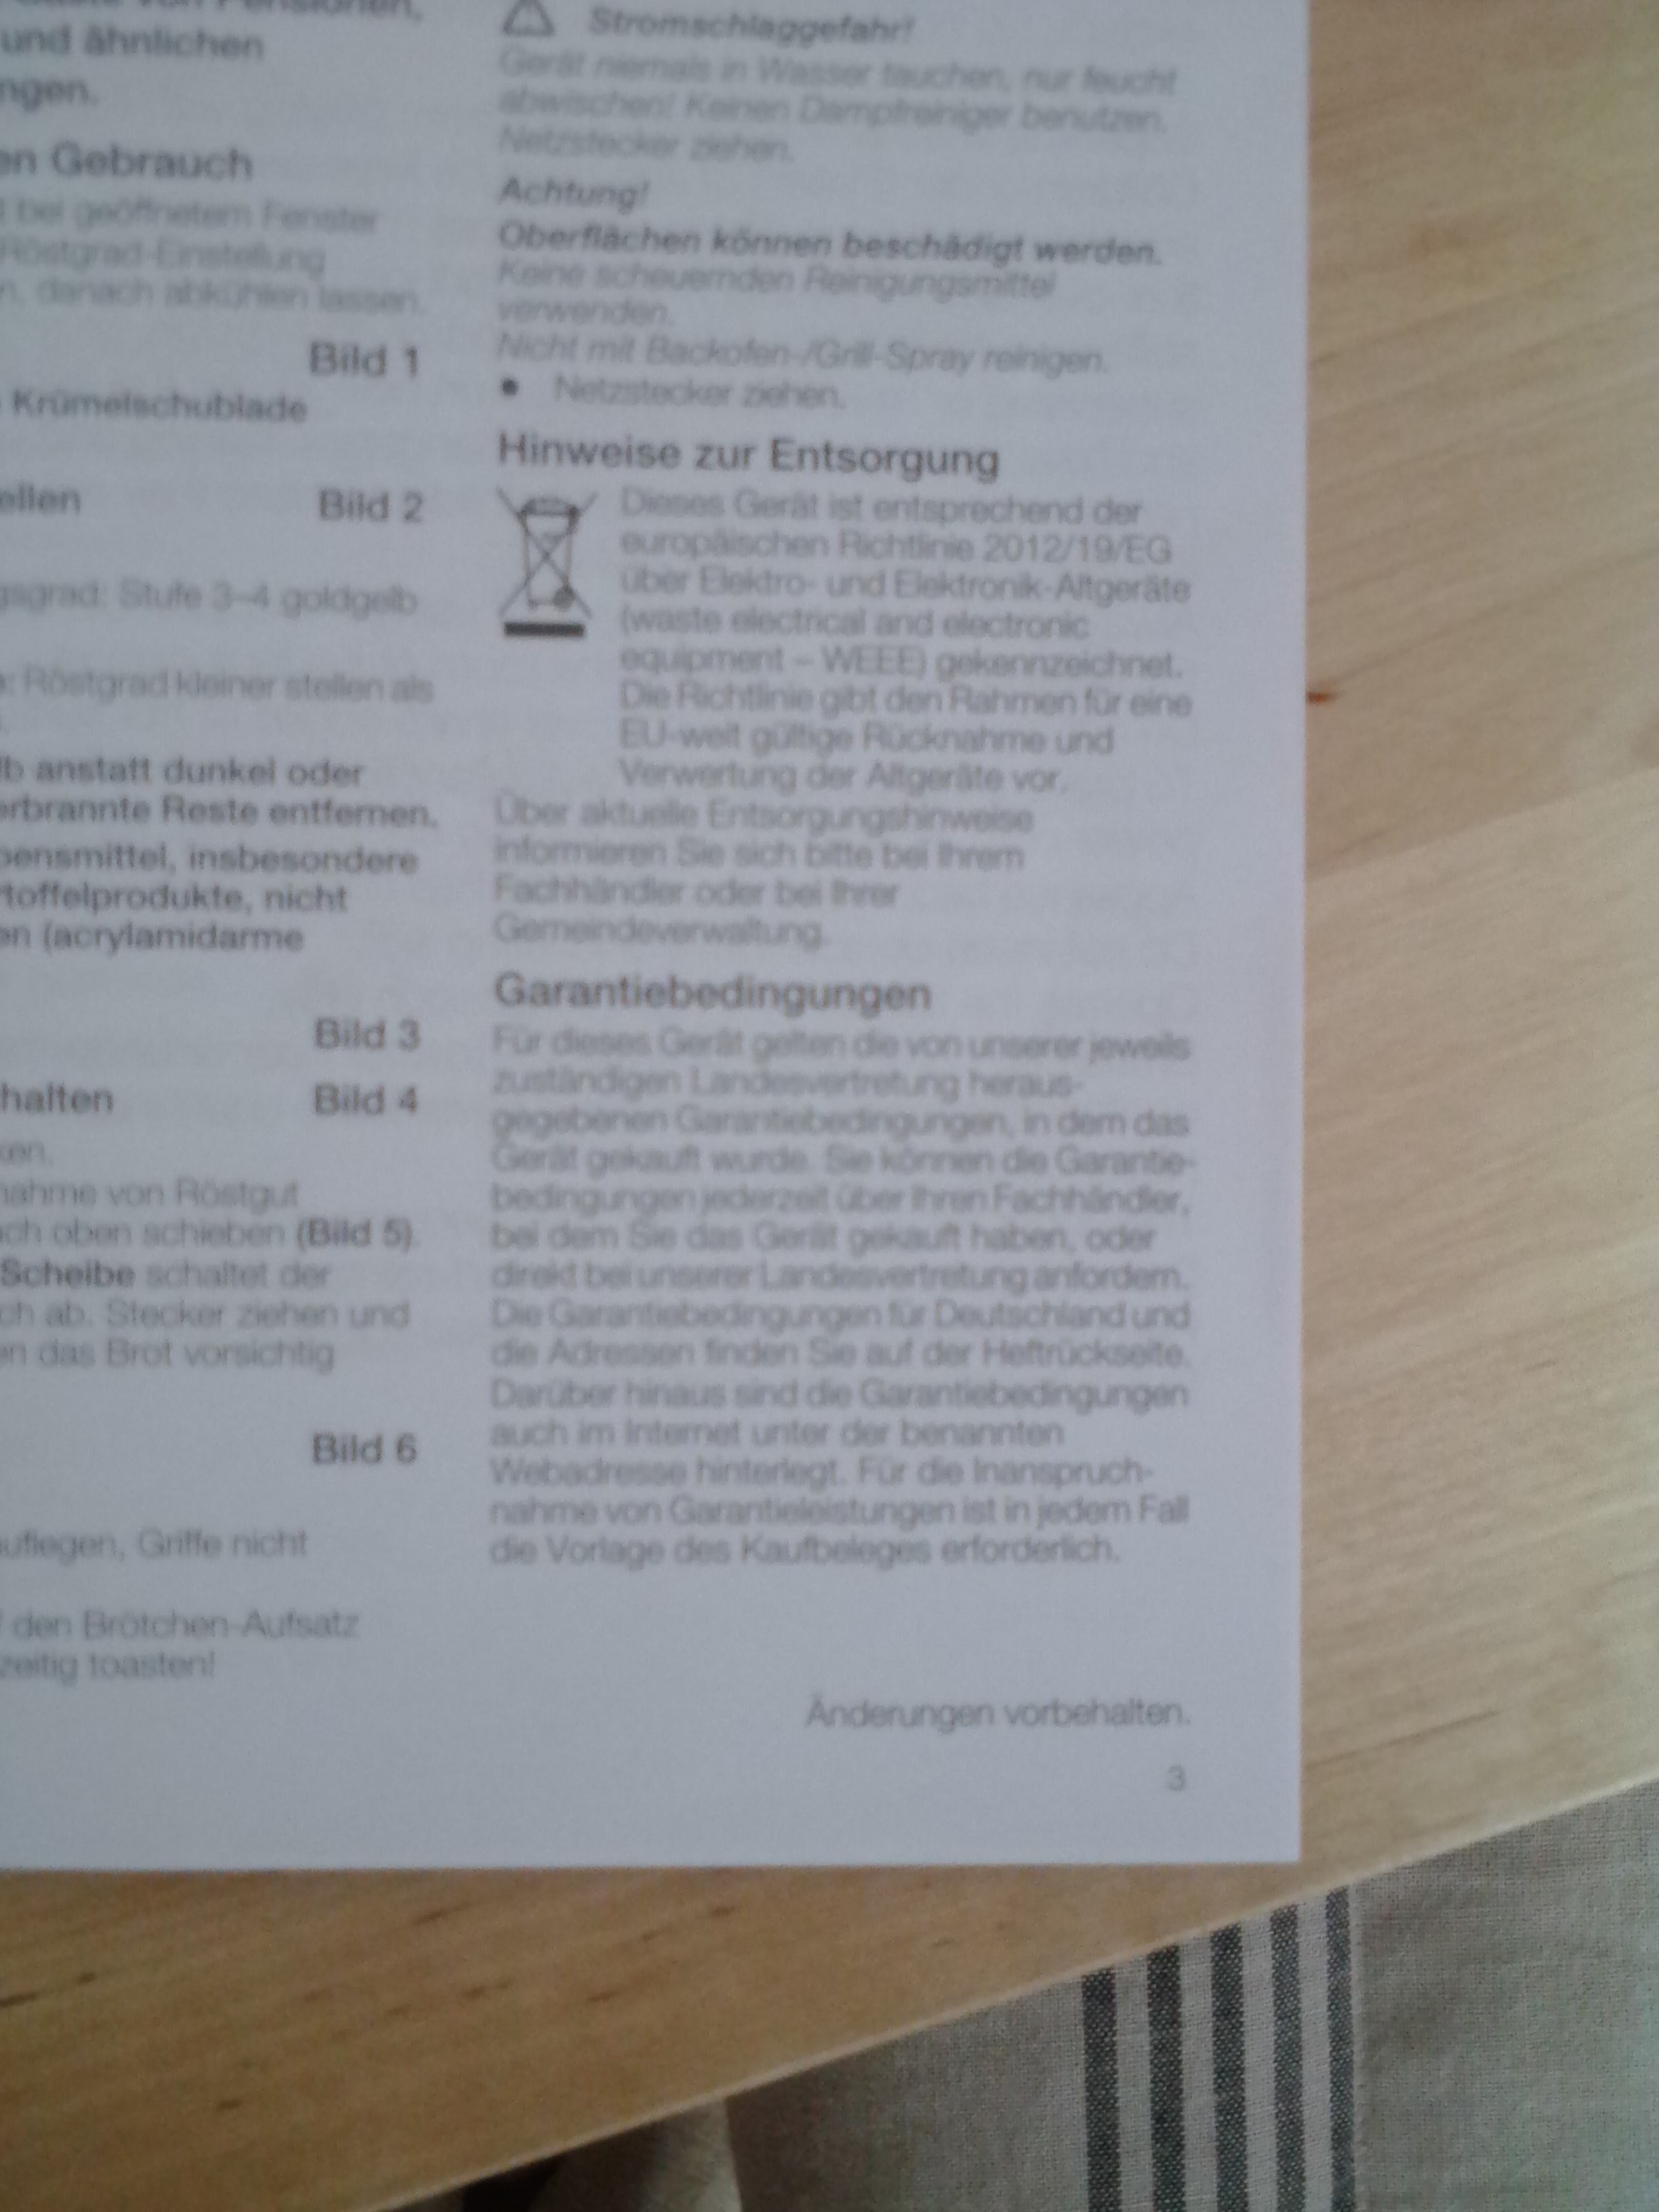 von Pensionen,
und ähnlichen
ngen.
en Gebrauch
bei geöffnetem Fenster
Röstgrad-Einstellung
n, danach abkühlen lassen.
Bild 1
Krümelschublade
ellen Bild 2
gsgrad: Stufe 3–4 goldgelb
: Röstgrad kleiner stellen als
lb anstatt dunkel oder
erbrannte Reste entfernen.
bensmittel, insbesondere
rtoffelprodukte, nicht
en (acrylamidarme
Bild 3
halten Bild 4
ken.
nahme von Röstgut
ach oben schieben (Bild 5).
Scheibe schaltet der
ch ab. Stecker ziehen und
en das Brot vorsichtig
Bild 6
uflegen, Griffe nicht
den Brötchen-Aufsatz
zeitig toasten!
Stromschlaggefahr!
Gerät niemals in Wasser tauchen, nur feucht
abwischen! Keinen Dampfreiniger benutzen.
Netzstecker ziehen.
Achtung!
Oberflächen können beschädigt werden.
Keine scheuernden Reinigungsmittel
verwenden.
Nicht mit Backofen-/Grill-Spray reinigen.
• Netzstecker ziehen.
Hinweise zur Entsorgung
Dieses Gerät ist entsprechend der
europäischen Richtlinie 2012/19/EG
über Elektro- und Elektronik-Altgeräte
(waste electrical and electronic
equipment – WEEE) gekennzeichnet.
Die Richtlinie gibt den Rahmen für eine
EU-weit gültige Rücknahme und
Verwertung der Altgeräte vor.
Über aktuelle Entsorgungshinweise
informieren Sie sich bitte bei Ihrem
Fachhändler oder bei Ihrer
Gemeindeverwaltung.
Garantiebedingungen
Für dieses Gerät gelten die von unserer jeweils
zuständigen Landesvertretung heraus-
gegebenen Garantiebedingungen, in dem das
Gerät gekauft wurde. Sie können die Garantie-
bedingungen jederzeit über Ihren Fachhändler,
bei dem Sie das Gerät gekauft haben, oder
direkt bei unserer Landesvertretung anfordern.
Die Garantiebedingungen für Deutschland und
die Adressen finden Sie auf der Heftrückseite.
Darüber hinaus sind die Garantiebedingungen
auch im Internet unter der benannten
Webadresse hinterlegt. Für die Inanspruch-
nahme von Garantieleistungen ist in jedem Fall
die Vorlage des Kaufbeleges erforderlich.
Änderungen vorbehalten.
3